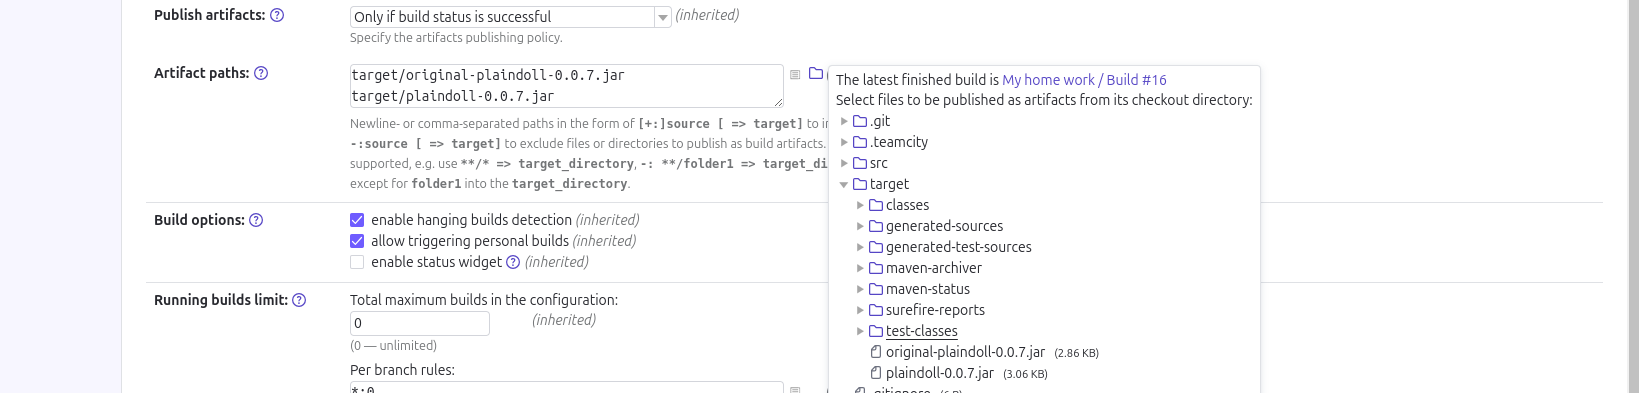 Publish artifacts:
Only if build status is successful
(inherited)
Specify the artifacts publishing policy.
Artifact paths:
target/original-plaindoll-0.0.7.jar
target/plaindoll-0.0.7.jar
Newline- or comma-separated paths in the form of [+:]source [ => target] to in
-:source [ => target] to exclude files or directories to publish as build artifacts.
supported, e.g. use **/* => target_directory, -: **/folder1 => target_di
except for folder1 into the target_directory.
The latest finished build is My home work / Build #16
Select files to be published as artifacts from its checkout directory:
.git
.teamcity
src
target
classes
generated-sources
generated-test-sources
maven-archiver
maven-status
surefire-reports
test-classes
original-plaindoll-0.0.7.jar (2.86 KB)
plaindoll-0.0.7.jar (3.06 KB)
Build options:
enable hanging builds detection (inherited)
allow triggering personal builds (inherited)
enable status widget (inherited)
Running builds limit:
Total maximum builds in the configuration:
0
(inherited)
(0 — unlimited)
Per branch rules:
*:0